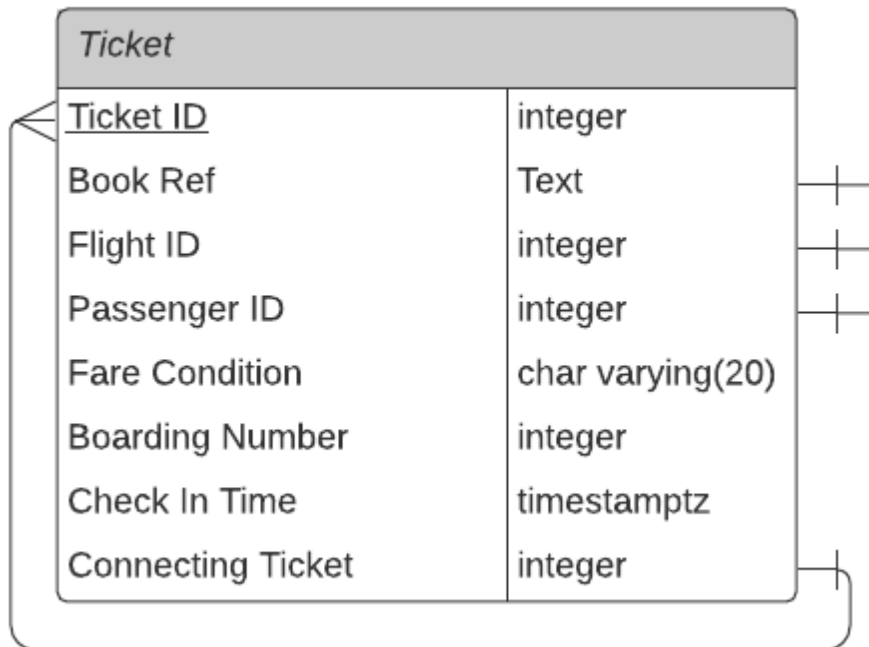 Ticket
Ticket ID integer
Book Ref Text
Flight ID integer
Passenger ID integer
Fare Condition char varying(20)
Boarding Number integer
Check In Time timestamptz
Connecting Ticket integer